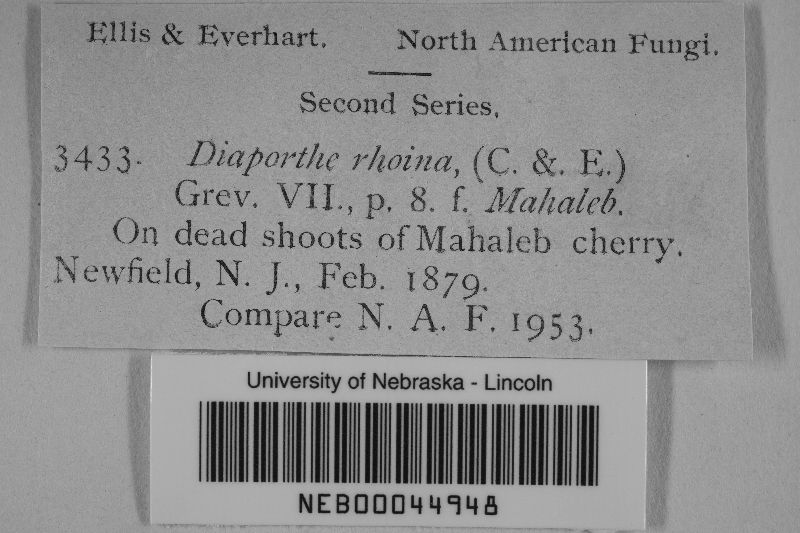 Ellis & Everhart. North American Fungi.
Second Series.
3433. Diaporthe rhoina, (C. &. E.)
Grev. VII., p. 8. f. Mahaleb.
On dead shoots of Mahaleb cherry.
Newfield, N. J., Feb. 1879.
Compare N. A. F. 1953.
University of Nebraska - Lincoln
NEB00044948